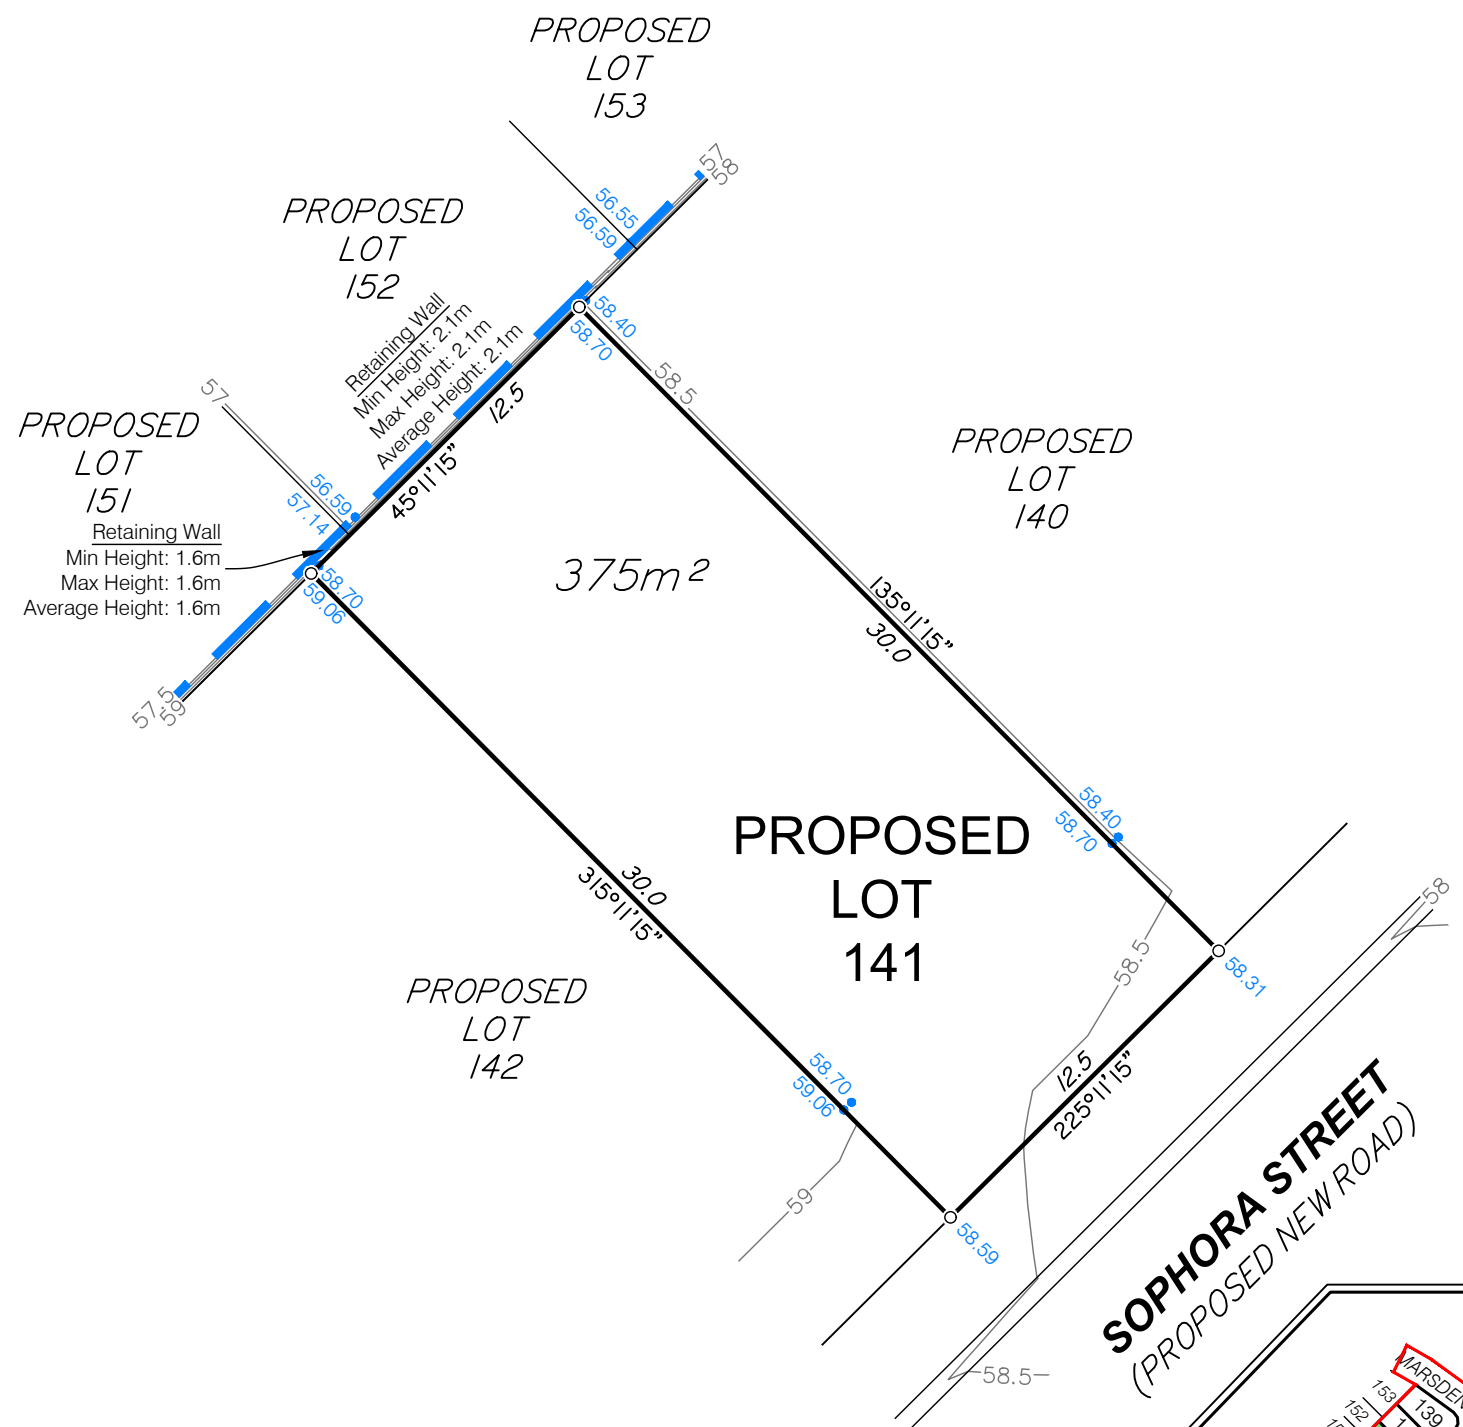 PROPOSED
LOT
153
57
58
56.55
56.59
PROPOSED
LOT
152
58.40
58.70
Retaining Wall
Min Height: 2.1m
Max Height: 2.1m
Average Height: 2.1m
12.5
45°11'15"
58.5
57
PROPOSED
LOT
151
56.59
57.14
Retaining Wall
Min Height: 1.6m
Max Height: 1.6m
Average Height: 1.6m
58.70
59.06
57.5
59
PROPOSED
LOT
140
375m²
135°11'15"
30.0
58.40
58.70
PROPOSED
LOT
141
30.0
315°11'15"
58
58.5
58.31
PROPOSED
LOT
142
12.5
225°11'15"
58.70
59.06
59
58.59
SOPHORA STREET
(PROPOSED NEW ROAD)
58.5
MARSDEN
153
152
139